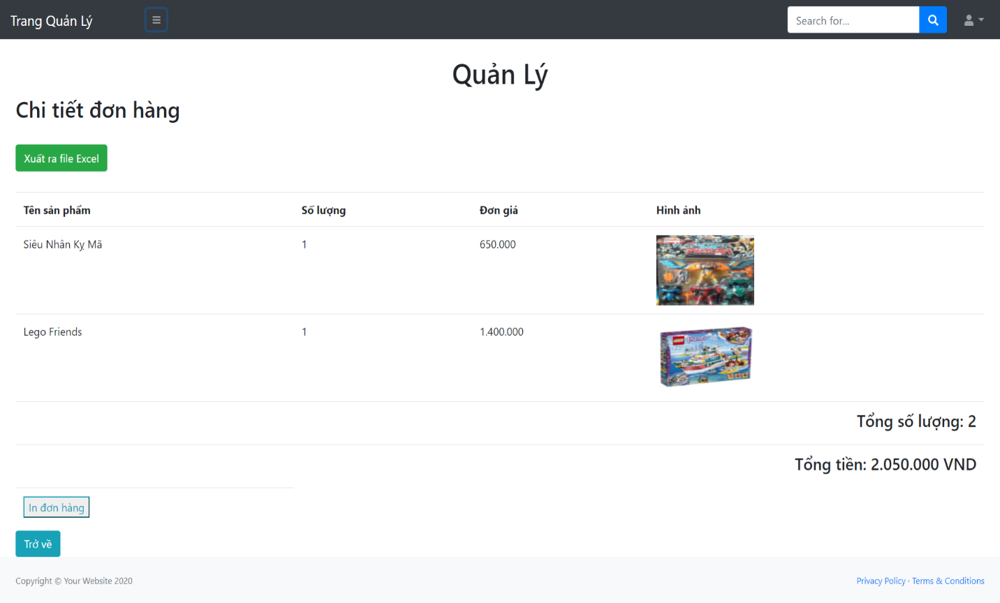 Trang Quản Lý
Search for...
Quản Lý
Chi tiết đơn hàng
Xuất ra file Excel
Tên sản phẩm Số lượng Đơn giá Hình ảnh
Siêu Nhân Kỵ Mã 1 650.000
Lego Friends 1 1.400.000
LEGO Friends
Tổng số lượng: 2
Tổng tiền: 2.050.000 VND
In đơn hàng
Trở về
Copyright © Your Website 2020 Privacy Policy · Terms & Conditions